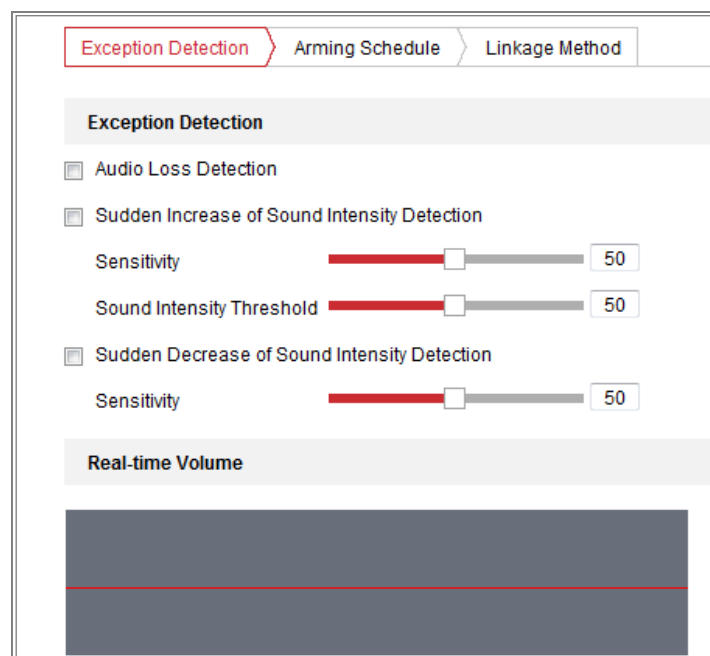 Exception Detection Arming Schedule Linkage Method
Exception Detection
Audio Loss Detection
Sudden Increase of Sound Intensity Detection
Sensitivity 50
Sound Intensity Threshold 50
Sudden Decrease of Sound Intensity Detection
Sensitivity 50
Real-time Volume